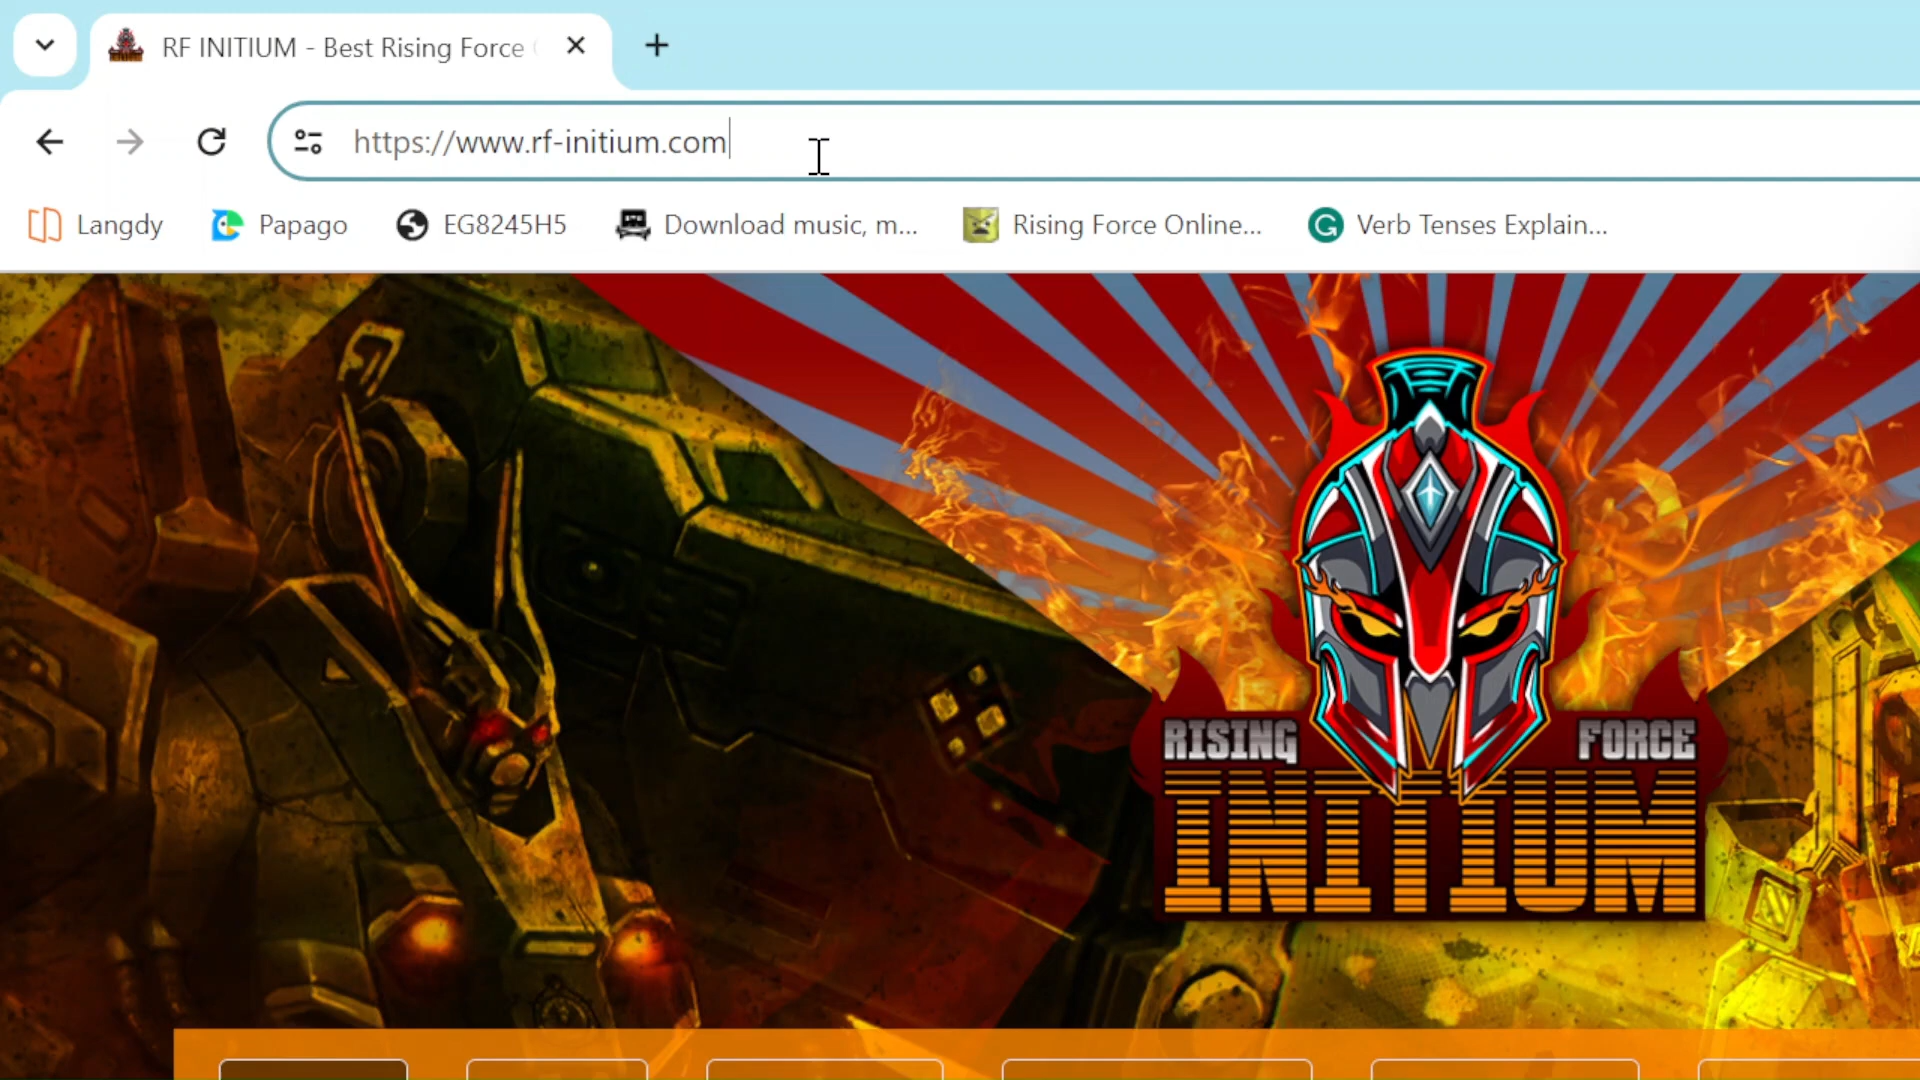 RF INITIUM - Best Rising Force
https://www.rf-initium.com
Langdy Papago EG8245H5 Download music, m... Rising Force Online... Verb Tenses Explain...
RISING FORCE
INITIUM